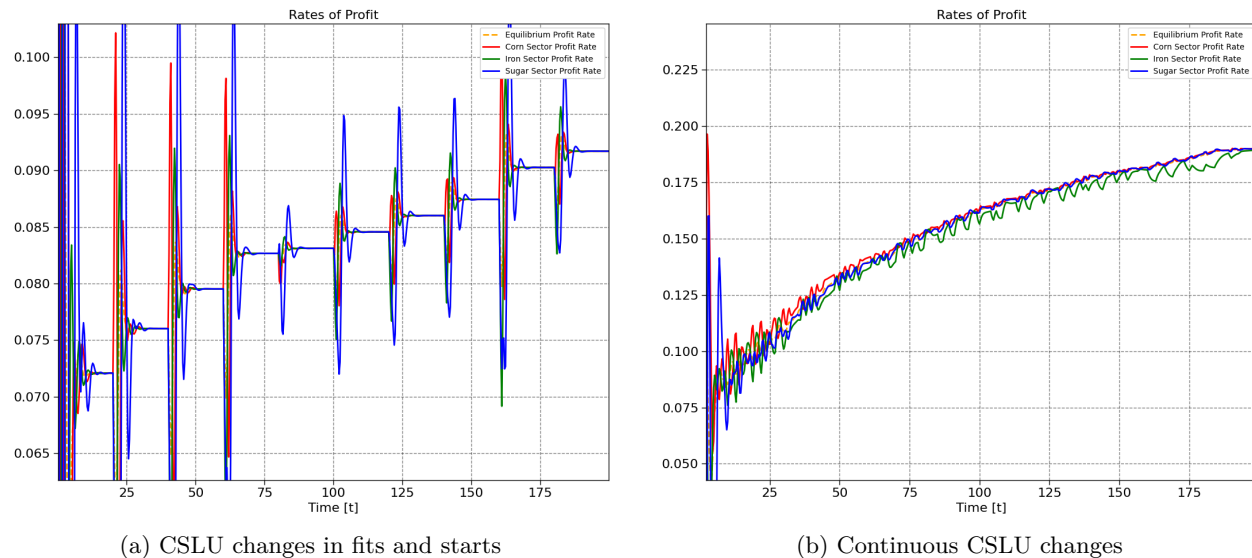 Rates of Profit
Equilibrium Profit Rate
Corn Sector Profit Rate
Iron Sector Profit Rate
Sugar Sector Profit Rate
0.100
0.095
0.090
0.085
0.080
0.075
0.070
0.065
25 50 75 100 125 150 175
Time [t]
(a) CSLU changes in fits and starts
Rates of Profit
Equilibrium Profit Rate
Corn Sector Profit Rate
Iron Sector Profit Rate
Sugar Sector Profit Rate
0.225
0.200
0.175
0.150
0.125
0.100
0.075
0.050
25 50 75 100 125 150 175
Time [t]
(b) Continuous CSLU changes